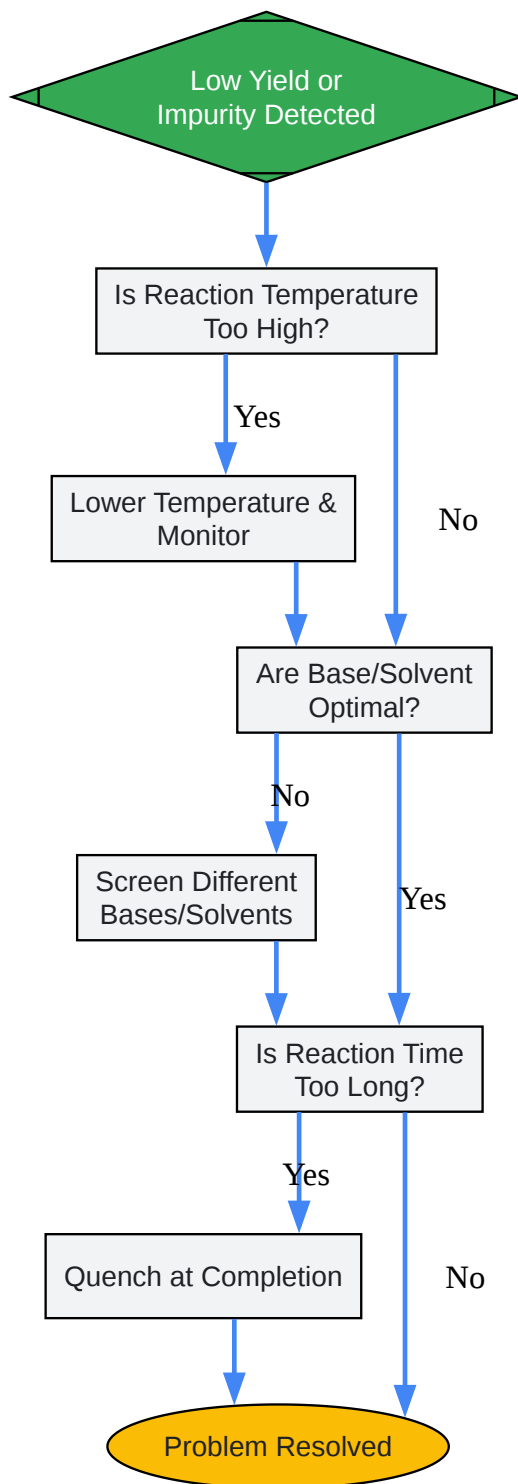 Low Yield or
Impurity Detected
Is Reaction Temperature
Too High?
Yes
Lower Temperature &
Monitor
No
Are Base/Solvent
Optimal?
No
Screen Different
Bases/Solvents
Yes
Is Reaction Time
Too Long?
Yes
Quench at Completion
No
Problem Resolved